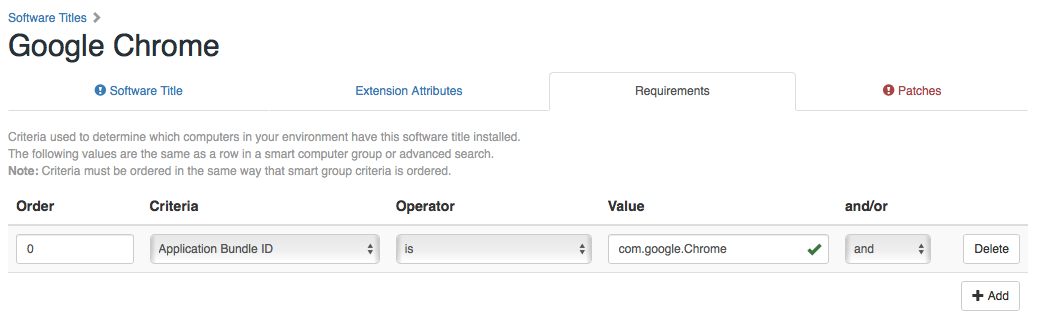 Software Titles
Google Chrome
Software Title
Extension Attributes
Requirements
Patches
Criteria used to determine which computers in your environment have this software title installed.
The following values are the same as a row in a smart computer group or advanced search.
Note: Criteria must be ordered in the same way that smart group criteria is ordered.
Order Criteria Operator Value and/or
0 Application Bundle ID is com.google.Chrome and Delete
Add